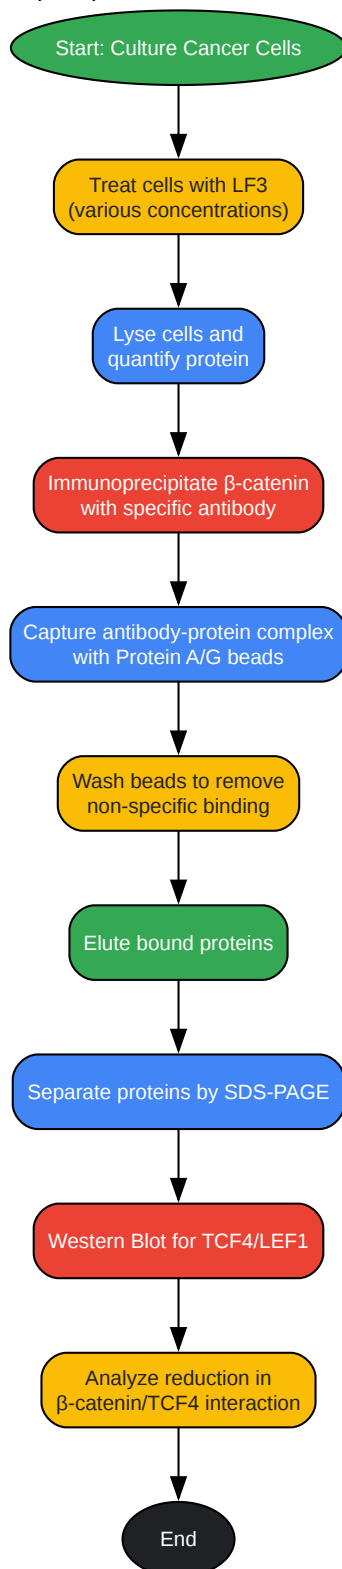 Start: Culture Cancer Cells
Treat cells with LF3
(various concentrations)
Lyse cells and
quantify protein
Immunoprecipitate β-catenin
with specific antibody
Capture antibody-protein complex
with Protein A/G beads
Wash beads to remove
non-specific binding
Elute bound proteins
Separate proteins by SDS-PAGE
Western Blot for TCF4/LEF1
Analyze reduction in
β-catenin/TCF4 interaction
End